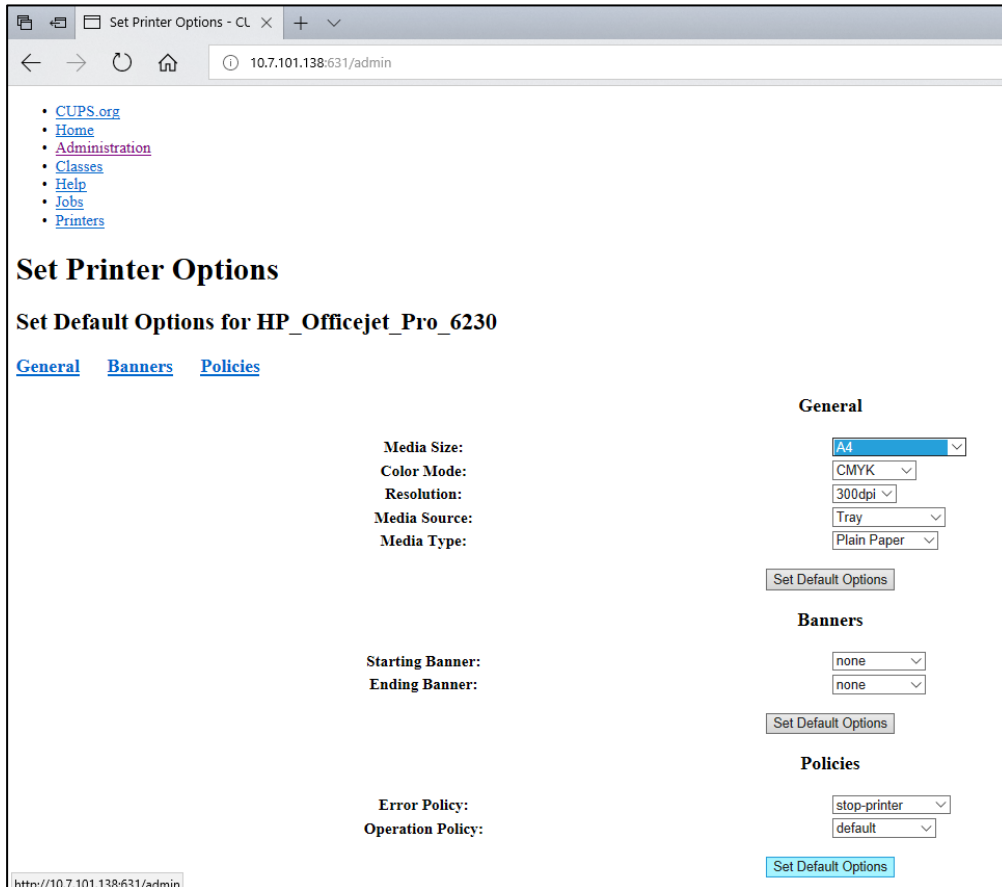 Set Printer Options - CU
10.7.101.138:631/admin
CUPS.org
Home
Administration
Classes
Help
Jobs
Printers
Set Printer Options
Set Default Options for HP_Officejet_Pro_6230
General Banners Policies
General
Media Size: A4
Color Mode: CMYK
Resolution: 300dpi
Media Source: Tray
Media Type: Plain Paper
Set Default Options
Banners
Starting Banner: none
Ending Banner: none
Set Default Options
Policies
Error Policy: stop-printer
Operation Policy: default
Set Default Options
http://10.7.101.138:631/admin